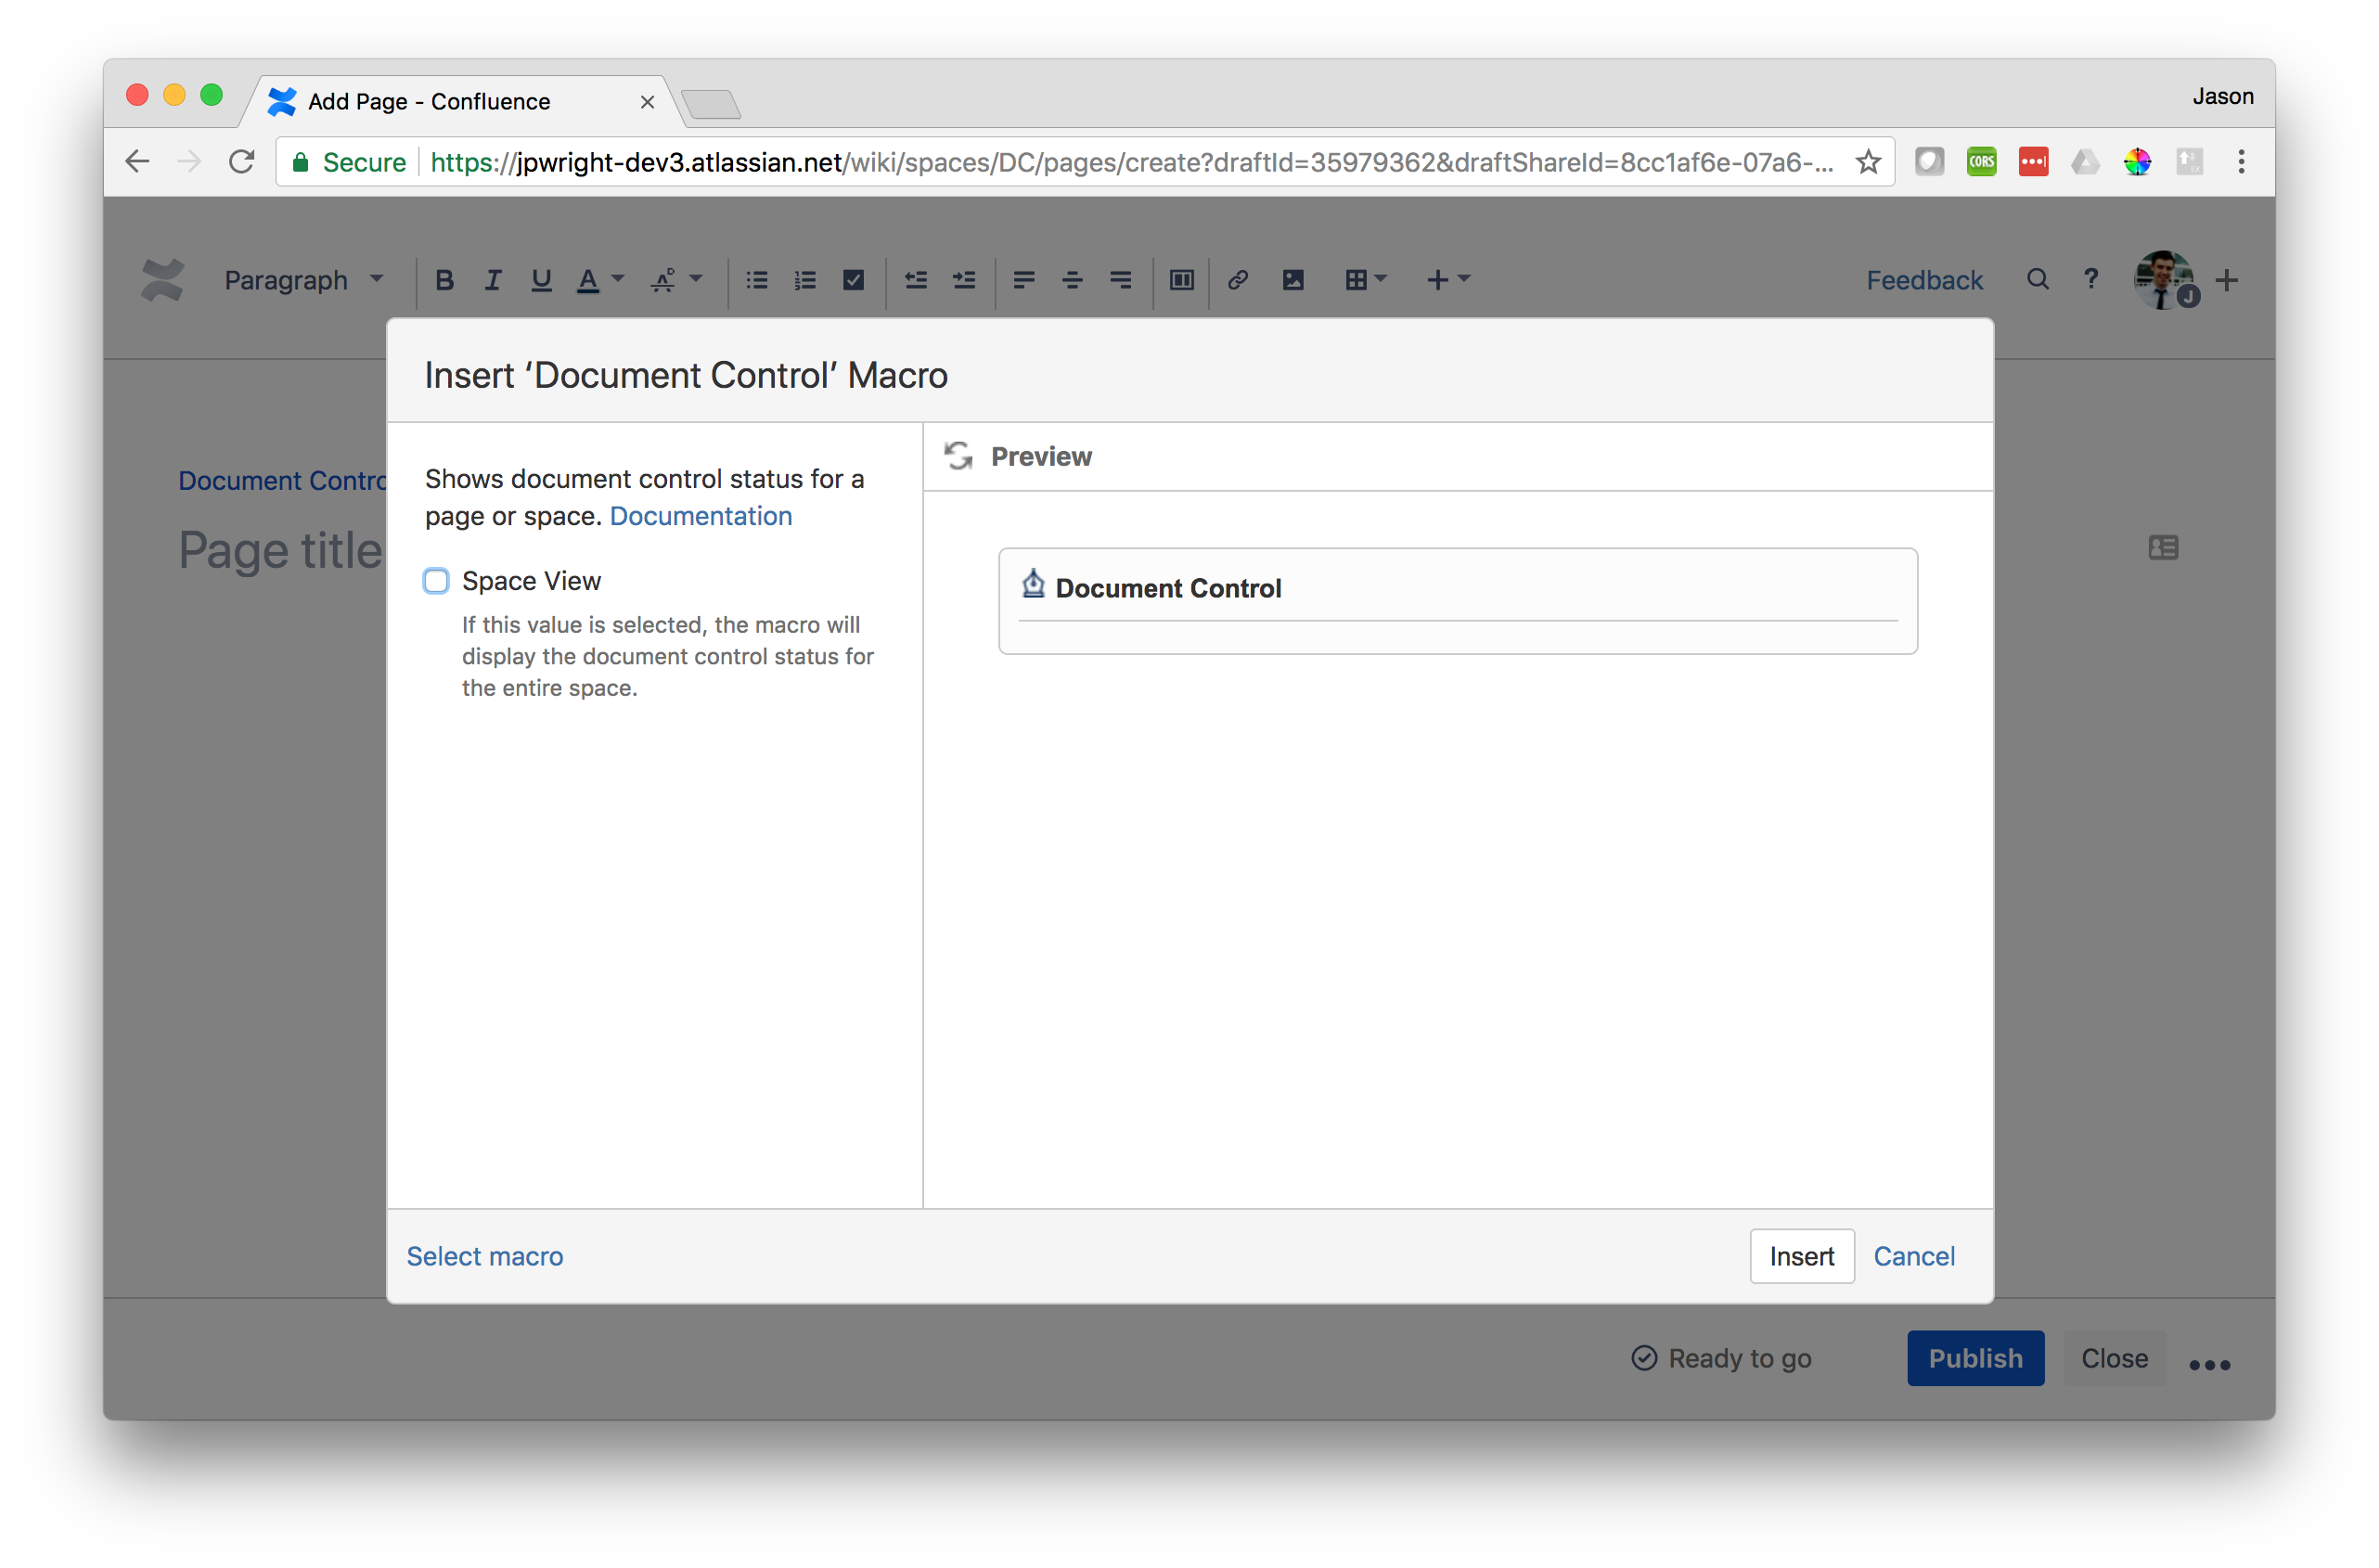 Add Page - Confluence
Jason
Secure https://jpwright-dev3.atlassian.net/wiki/spaces/DC/pages/create?draftId=35979362&draftShareId=8cc1af6e-07a6-...
CORS
Paragraph
B I U A
Feedback
?
J
Insert ‘Document Control’ Macro
Preview
Shows document control status for a
page or space. Documentation
Document Contro
Page title
Space View
If this value is selected, the macro will
display the document control status for
the entire space.
Document Control
Select macro
Insert Cancel
Ready to go
Publish Close